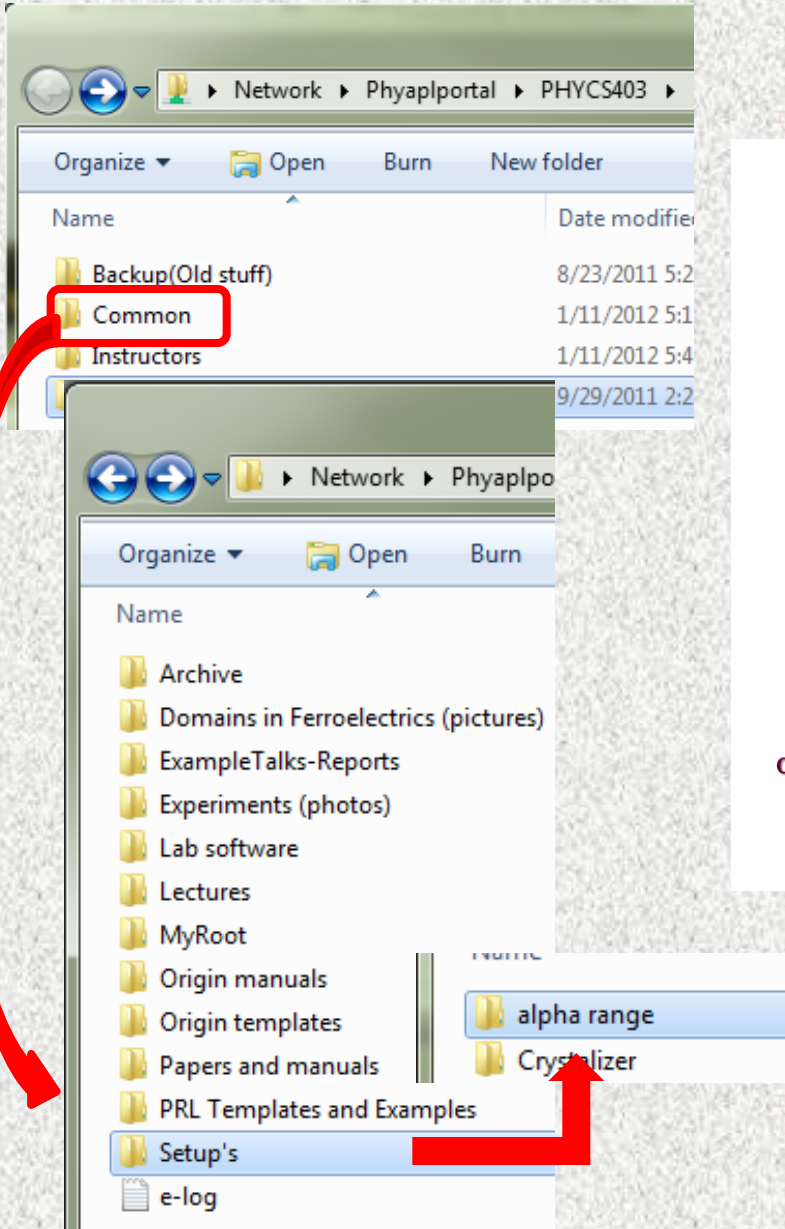 Network Phyaplportal PHYCS403
Organize Open Burn New folder
Name Date modifie
Backup(Old stuff) 8/23/2011 5:2
Common 1/11/2012 5:1
Instructors 1/11/2012 5:4
9/29/2011 2:2
Network Phyaplpo
Organize Open Burn
Name
Archive
Domains in Ferroelectrics (pictures)
ExampleTalks-Reports
Experiments (photos)
Lab software
Lectures
MyRoot
Origin manuals
Origin templates
Papers and manuals
PRL Templates and Examples
Setup's
e-log
Name
alpha range
Crystalizer